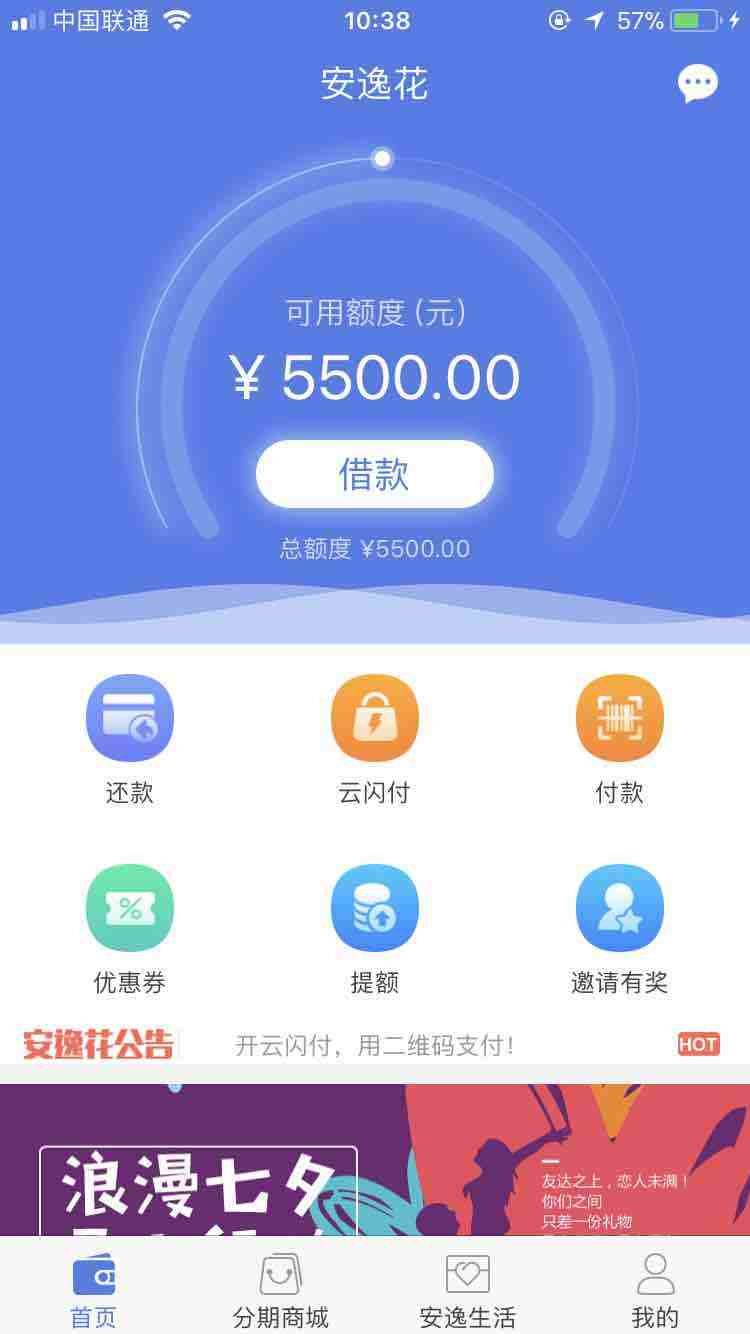 中国联通 10:38 57%
安逸花
可用额度 (元)
¥ 5500.00
借款
总额度 ¥5500.00
还款 云闪付 付款
优惠券 提额 邀请有奖
安逸花公告 开云闪付，用二维码支付！ HOT
浪漫七夕
友达之上，恋人未满！
你们之间
只差一份礼物
首页 分期商城 安逸生活 我的